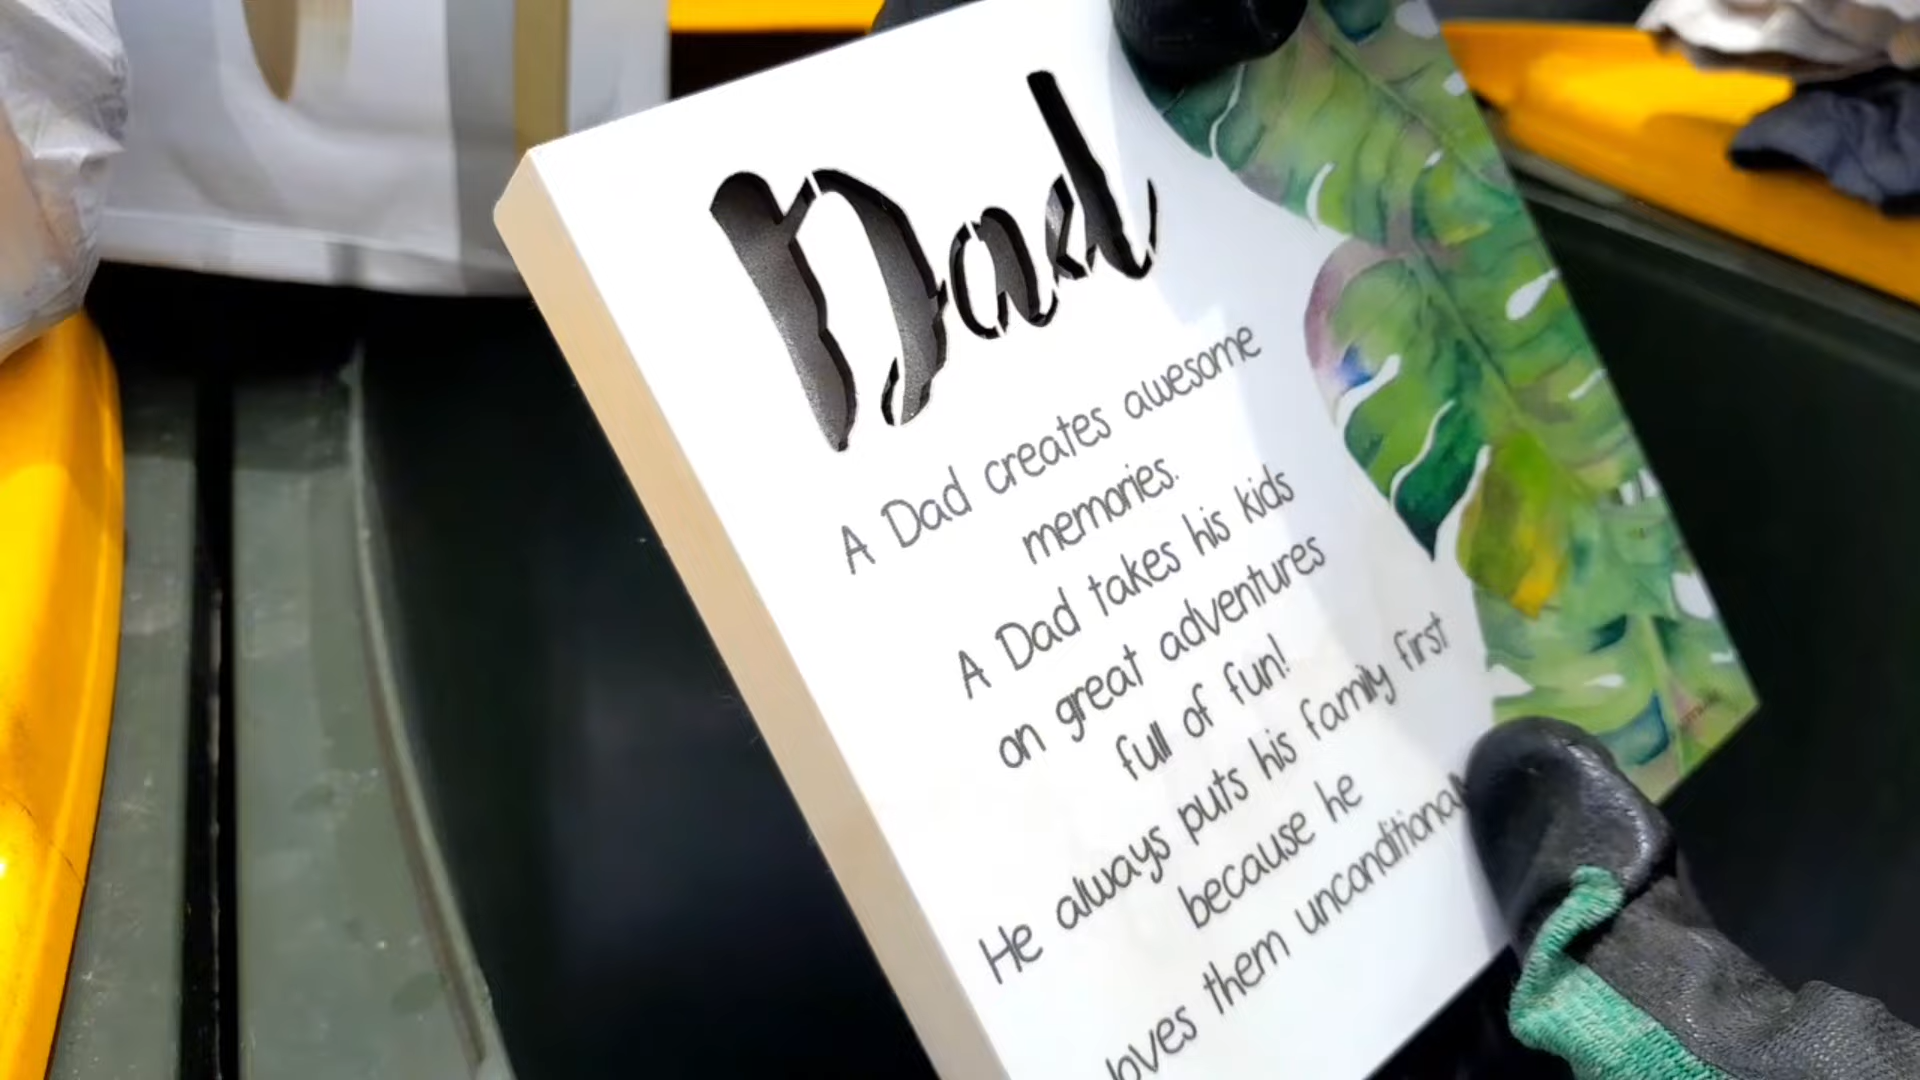 Dad
A Dad creates awesome
memories.
A Dad takes his kids
on great adventures
full of fun!
He always puts his family first
because he
loves them